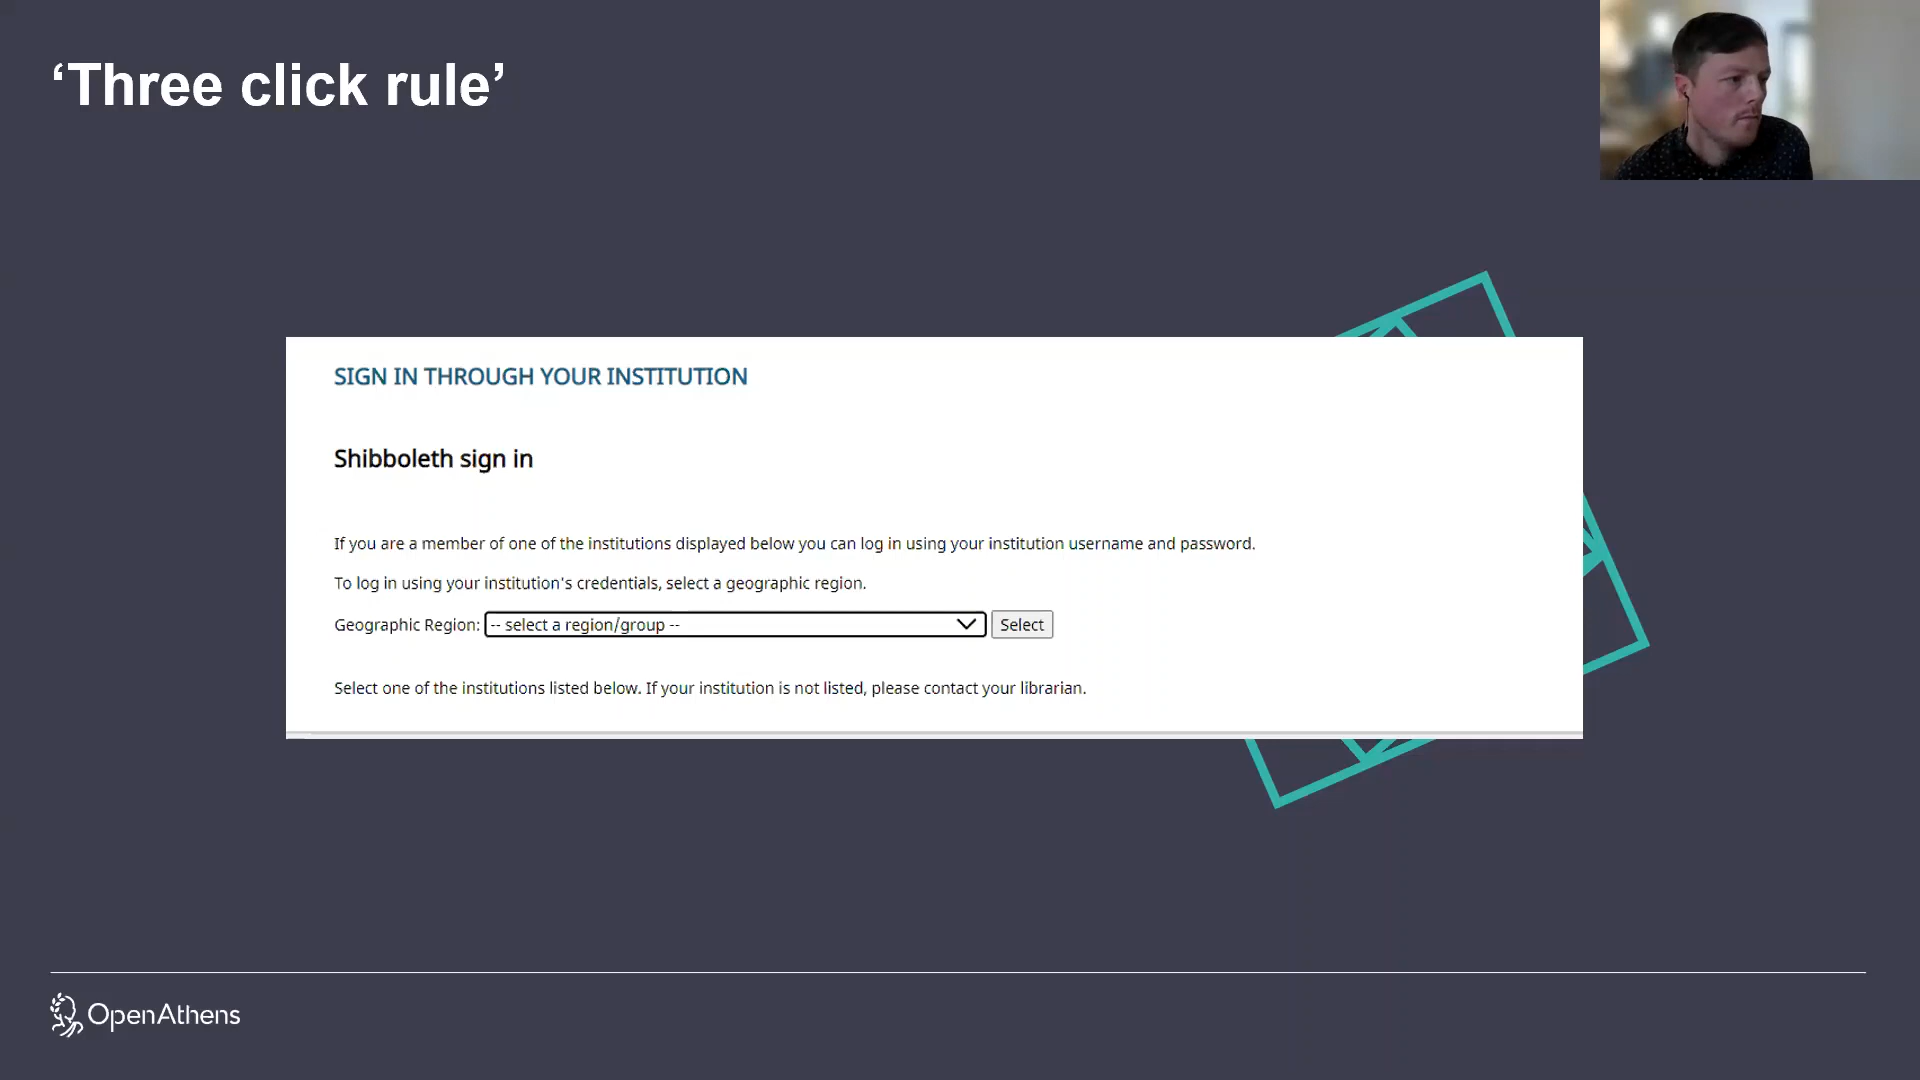 ‘Three click rule’
SIGN IN THROUGH YOUR INSTITUTION
Shibboleth sign in
If you are a member of one of the institutions displayed below you can log in using your institution username and password.
To log in using your institution's credentials, select a geographic region.
Geographic Region: -- select a region/group -- Select
Select one of the institutions listed below. If your institution is not listed, please contact your librarian.
OpenAthens